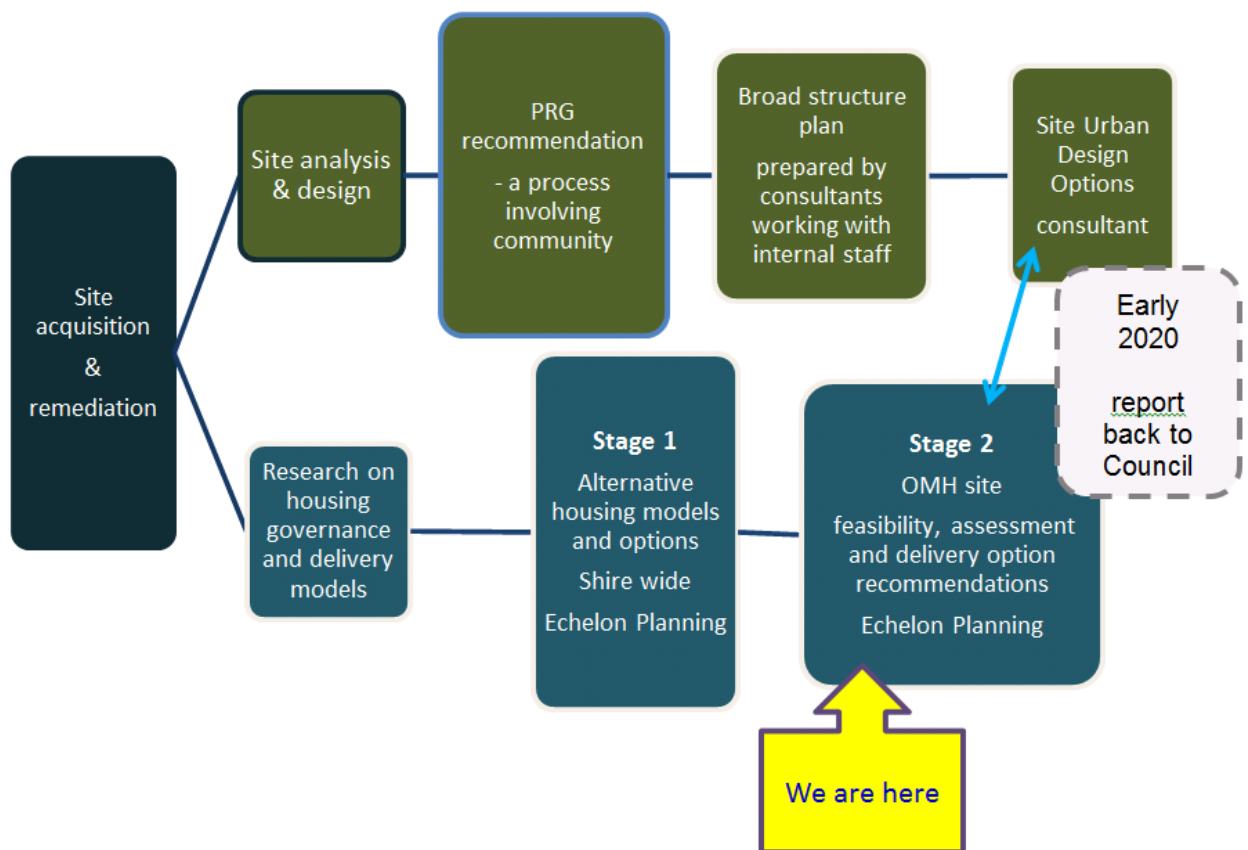 Site
acquisition
&
remediation
Site analysis
& design
PRG
recommendation
- a process
involving
community
Broad structure
plan
prepared by
consultants
working with
internal staff
Site Urban
Design
Options
consultant
Early
2020
report
back to
Council
Research on
housing
governance
and delivery
models
Stage 1
Alternative
housing models
and options
Shire wide
Echelon Planning
Stage 2
OMH site
feasibility, assessment
and delivery option
recommendations
Echelon Planning
We are here